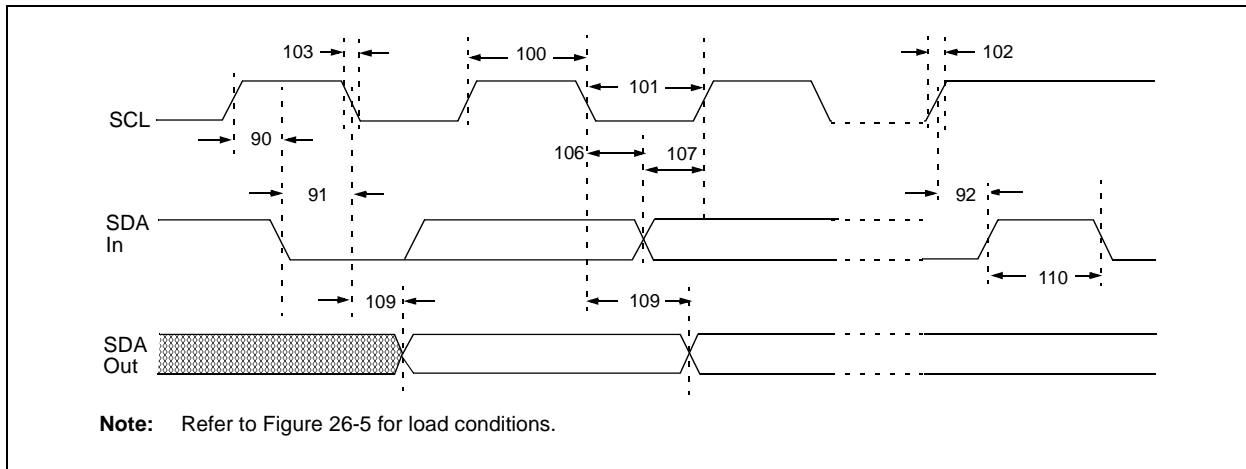 103
100
102
101
SCL
90
106
107
91
92
SDA
In
110
109
109
SDA
Out
Note: Refer to Figure 26-5 for load conditions.